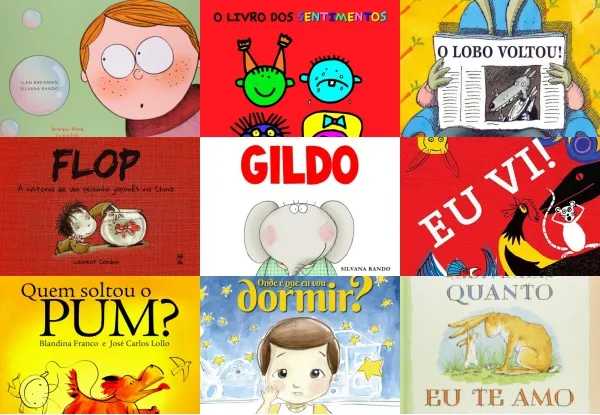 ILAN BRENMAN
SILVANA RANDO
O LIVRO DOS SENTIMENTOS
O LOBO VOLTOU!
FLOP
A história de um peixinho japonês na China
Laurent Cardon
GILDO
SILVANA RANDO
EU VI!
Quem soltou o
PUM?
Blandina Franco e José Carlos Lollo
Onde é que eu vou
dormir?
QUANTO
EU TE AMO